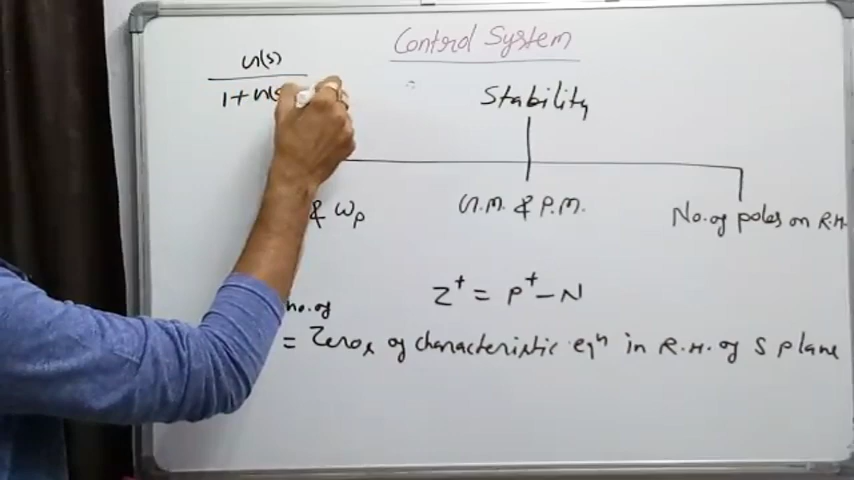 Control System
G(s)
1+G(s
Stability
& ωp
G.M. & P.M.
No. of poles on R.H.
Z⁺ = P⁺ - N
no. of
= Zeros of characteristic eqⁿ in R.H. of S plane